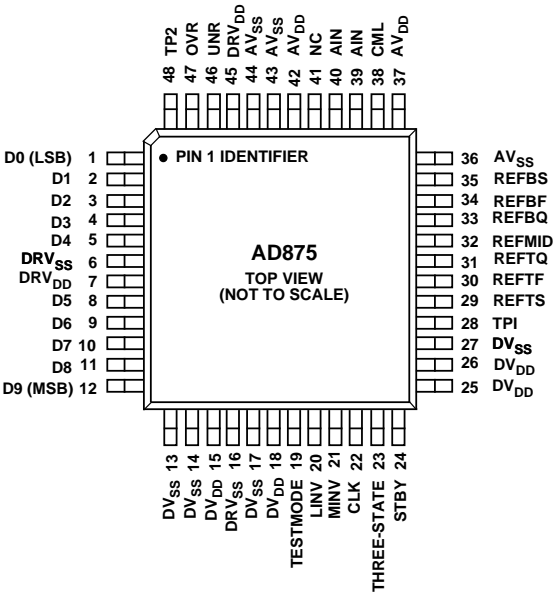 48 TP2
47 OVR
46 UNR
45 DRVDD
44 AVSS
43 AVSS
42 AVDD
41 NC
40 AIN
39 AIN
38 CML
37 AVDD
D0 (LSB) 1
D1 2
D2 3
D3 4
D4 5
DRVSS 6
DRVDD 7
D5 8
D6 9
D7 10
D8 11
D9 (MSB) 12
PIN 1 IDENTIFIER
AD875
TOP VIEW
(NOT TO SCALE)
36 AVSS
35 REFBS
34 REFBF
33 REFBQ
32 REFMID
31 REFTQ
30 REFTF
29 REFTS
28 TPI
27 DVSS
26 DVDD
25 DVDD
DVSS 13
DVSS 14
DVDD 15
DRVSS 16
DVSS 17
DVDD 18
TESTMODE 19
LINV 20
MINV 21
CLK 22
THREE-STATE 23
STBY 24